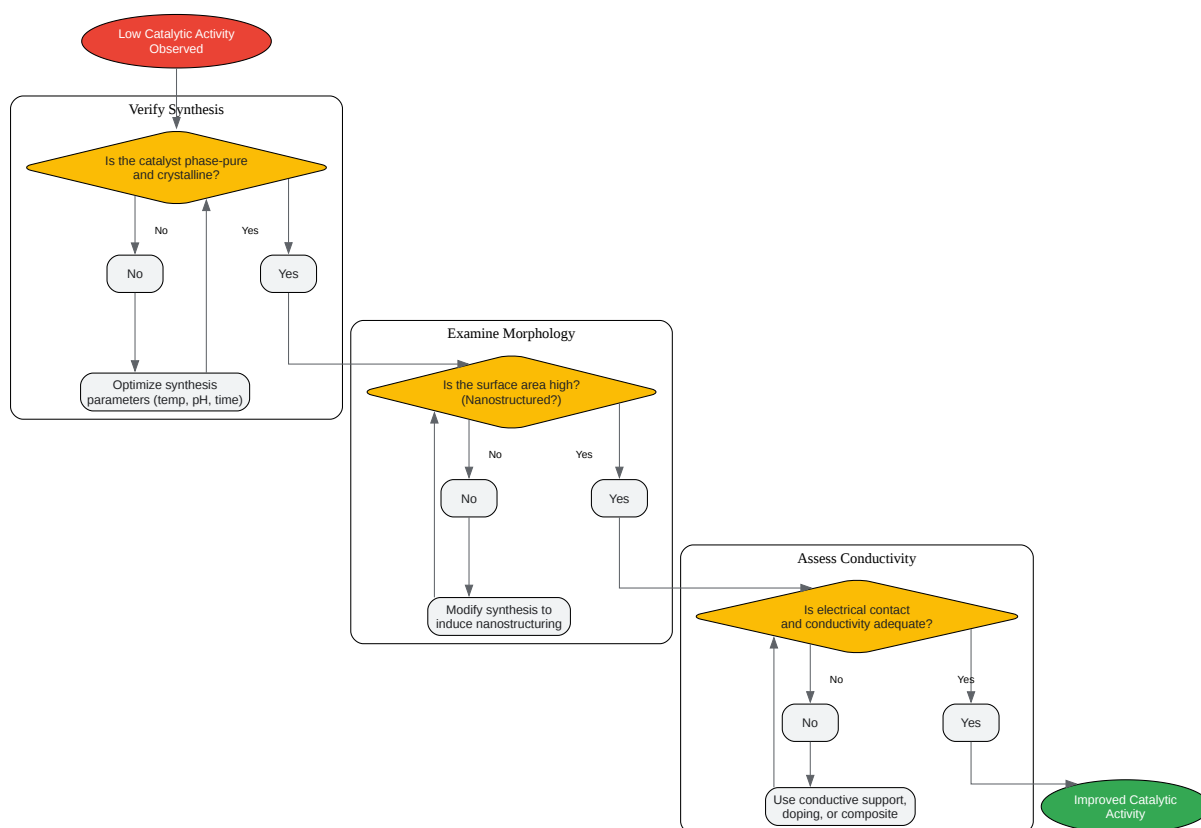 Low Catalytic Activity
Observed
Verify Synthesis
Is the catalyst phase-pure
and crystalline?
No
Yes
No
Yes
Optimize synthesis
parameters (temp, pH, time)
Examine Morphology
Is the surface area high?
(Nanostructured?)
No
Yes
No
Yes
Modify synthesis to
induce nanostructuring
Assess Conductivity
Is electrical contact
and conductivity adequate?
No
Yes
No
Yes
Use conductive support,
doping, or composite
Improved Catalytic
Activity